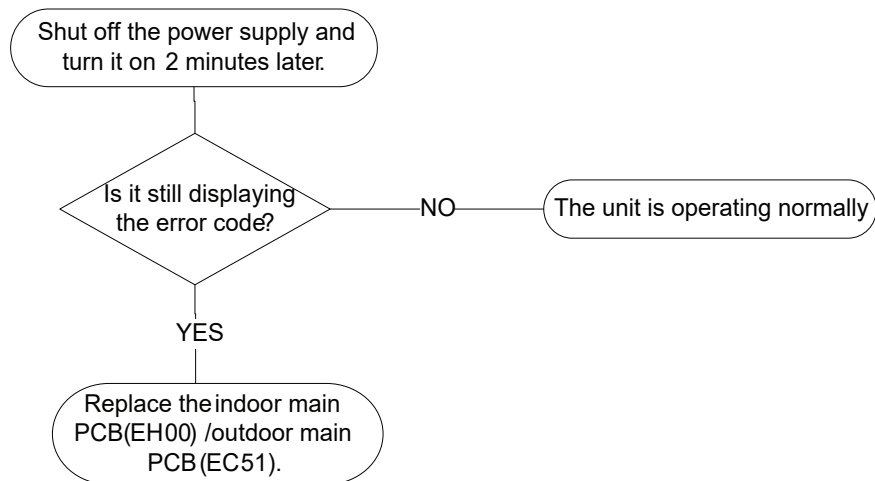 Shut off the power supply and
turn it on 2 minutes later.
Is it still displaying
the error code?
NO
The unit is operating normally
YES
Replace the indoor main
PCB(EH00) /outdoor main
PCB(EC51).